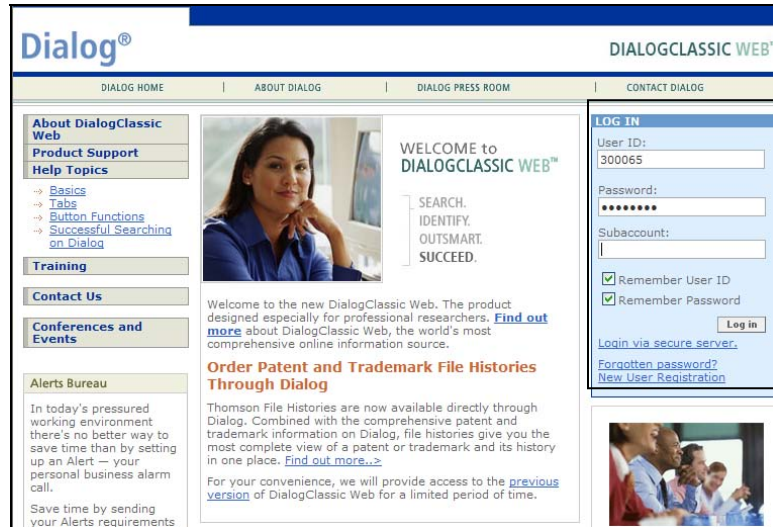 Dialog®
DIALOGCLASSIC WEB™
DIALOG HOME | ABOUT DIALOG | DIALOG PRESS ROOM | CONTACT DIALOG
About DialogClassic
Web
Product Support
Help Topics
Basics
Tabs
Button Functions
Successful Searching
on Dialog
Training
Contact Us
Conferences and
Events
Alerts Bureau
In today's pressured
working environment
there's no better way to
save time than by setting
up an Alert — your
personal business alarm
call.
Save time by sending
your Alerts requirements
WELCOME to
DIALOGCLASSIC WEB™
SEARCH.
IDENTIFY.
OUTSMART.
SUCCEED.
Welcome to the new DialogClassic Web. The product
designed especially for professional researchers. Find out
more about DialogClassic Web, the world's most
comprehensive online information source.
Order Patent and Trademark File Histories
Through Dialog
Thomson File Histories are now available directly through
Dialog. Combined with the comprehensive patent and
trademark information on Dialog, file histories give you the
most complete view of a patent or trademark and its history
in one place. Find out more..>
For your convenience, we will provide access to the previous
version of DialogClassic Web for a limited period of time.
LOG IN
User ID:
300065
Password:
••••••••
Subaccount:
Remember User ID
Remember Password
Log in
Login via secure server.
Forgotten password?
New User Registration